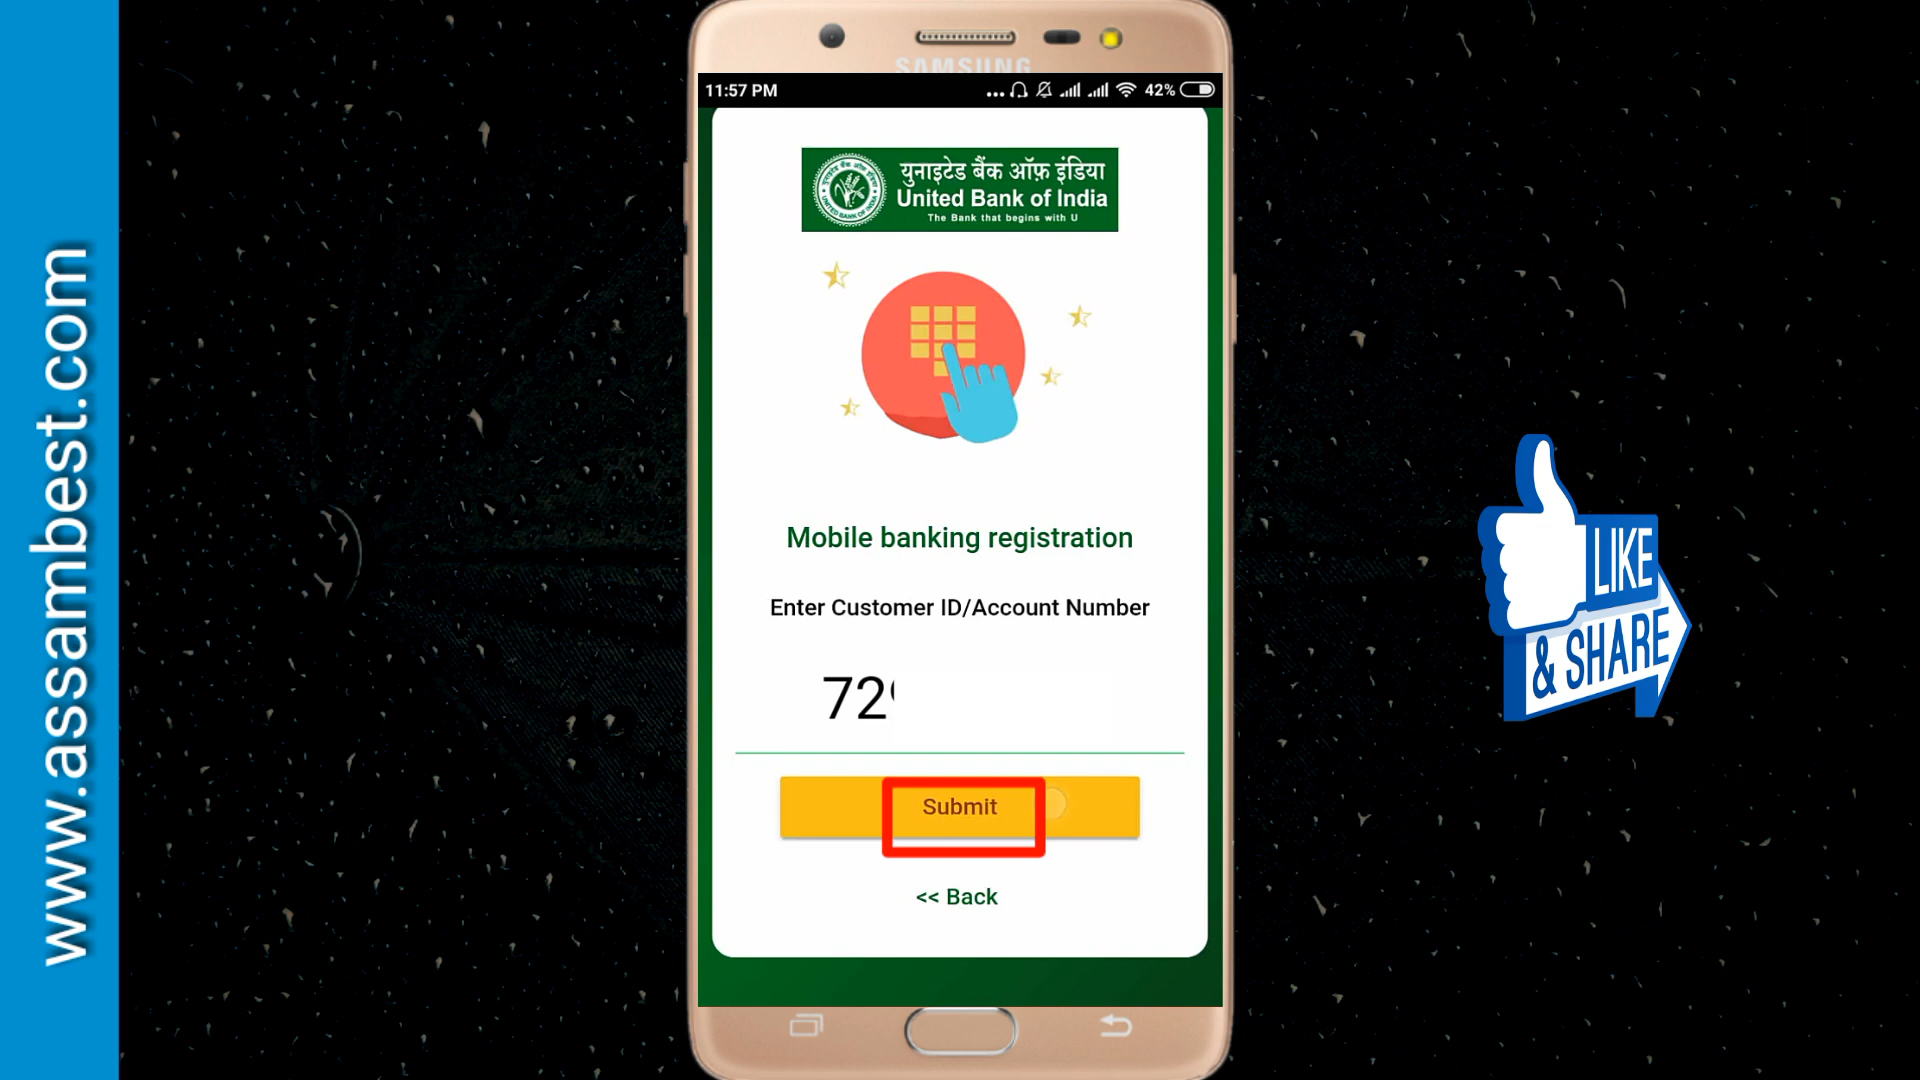 www.assambest.com
SAMSUNG
11:57 PM
42%
युनाइटेड बैंक ऑफ़ इंडिया
United Bank of India
The Bank that begins with U
Mobile banking registration
Enter Customer ID/Account Number
72
Submit
<< Back
LIKE
& SHARE